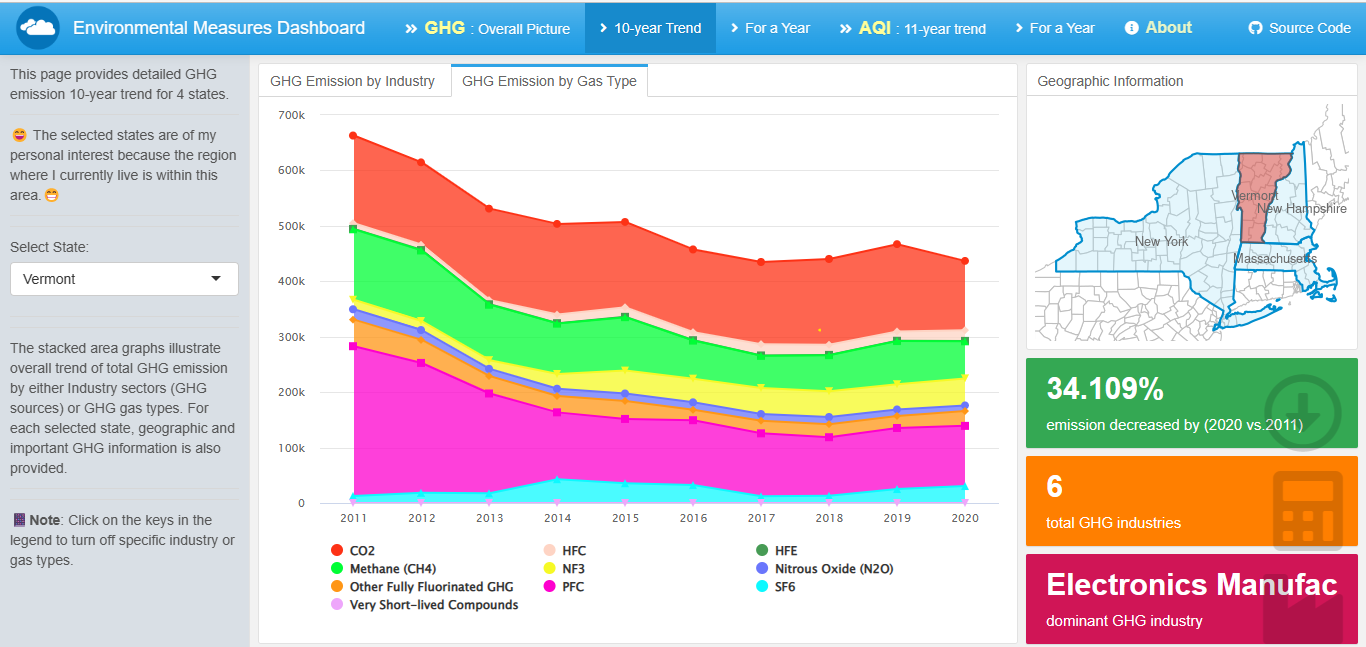 Environmental Measures Dashboard
GHG : Overall Picture
10-year Trend
For a Year
AQI : 11-year trend
For a Year
About
Source Code
This page provides detailed GHG
emission 10-year trend for 4 states.
😄 The selected states are of my
personal interest because the region
where I currently live is within this
area.😁
Select State:
Vermont
The stacked area graphs illustrate
overall trend of total GHG emission
by either Industry sectors (GHG
sources) or GHG gas types. For
each selected state, geographic and
important GHG information is also
provided.
Note: Click on the keys in the
legend to turn off specific industry or
gas types.
GHG Emission by Industry
GHG Emission by Gas Type
700k
600k
500k
400k
300k
200k
100k
0
2011 2012 2013 2014 2015 2016 2017 2018 2019 2020
CO2 HFC HFE
Methane (CH4) NF3 Nitrous Oxide (N2O)
Other Fully Fluorinated GHG PFC SF6
Very Short-lived Compounds
Geographic Information
Vermont
New Hampshire
New York
Massachusetts
34.109%
emission decreased by (2020 vs.2011)
6
total GHG industries
Electronics Manufac
dominant GHG industry